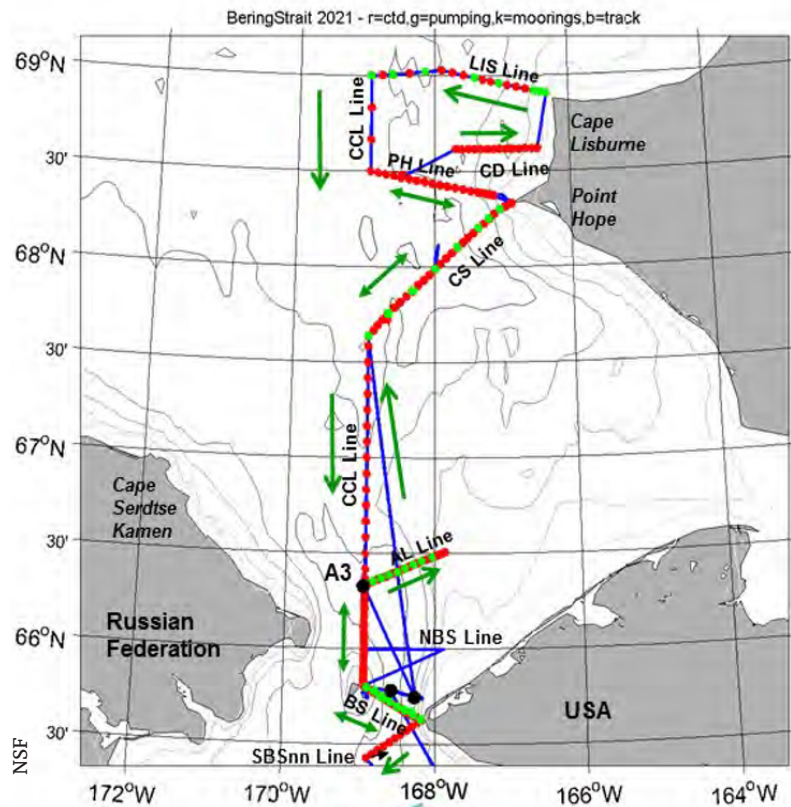 BeringStrait 2021 - r=ctd,g=pumping,k=moorings,b=track
69°N
LIS Line
CCL Line
Cape
Lisburne
30'
PH Line
CD Line
Point
Hope
68°N
CS Line
30'
67°N
CCL Line
Cape
Serdtse
Kamen
30'
AL Line
A3
Russian
Federation
66°N
NBS Line
BS Line
USA
30'
SBSnn Line
NSF
172°W
170°W
168°W
166°W
164°W